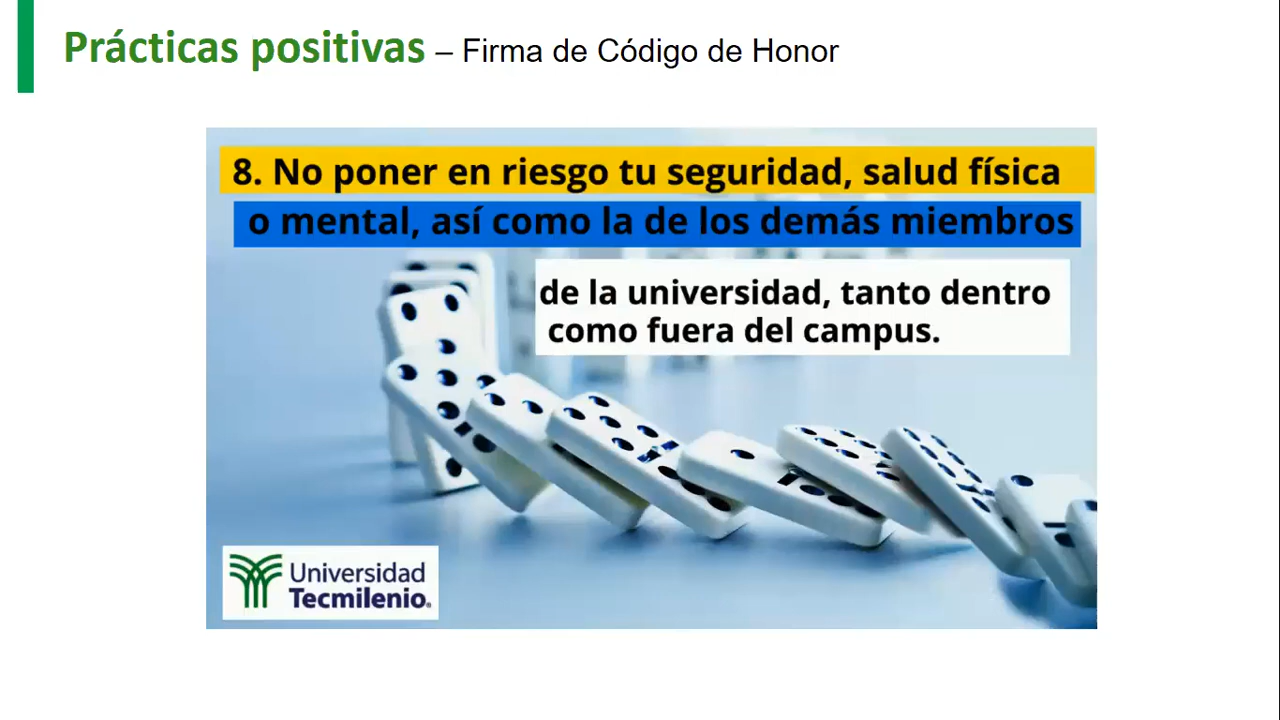 Prácticas positivas – Firma de Código de Honor
8. No poner en riesgo tu seguridad, salud física
o mental, así como la de los demás miembros
de la universidad, tanto dentro
como fuera del campus.
Universidad
Tecmilenio®